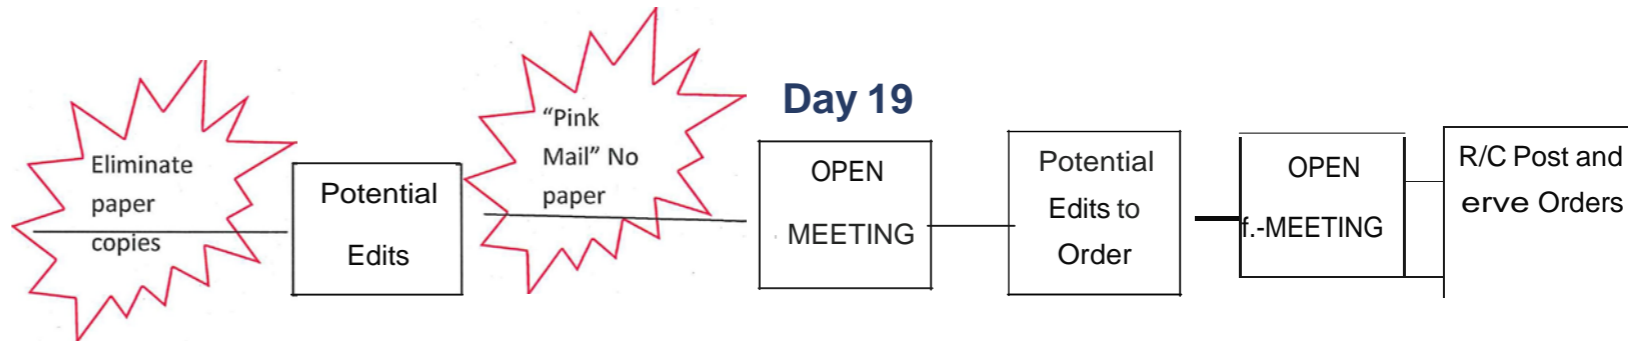 Eliminate
paper
copies
Potential
Edits
“Pink
Mail” No
paper
Day 19
OPEN
MEETING
Potential
Edits to
Order
OPEN
f.-MEETING
R/C Post and
erve Orders